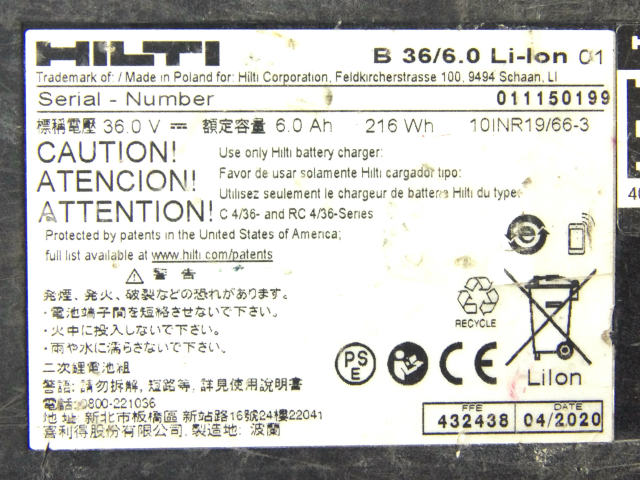 HILTI B 36/6.0 Li-Ion 01
Trademark of: / Made in Poland for: Hilti Corporation, Feldkircherstrasse 100, 9494 Schaan, LI
Serial - Number 011150199
標稱電壓 36.0 V 額定容量 6.0 Ah 216 Wh 10INR19/66-3
CAUTION! Use only Hilti battery charger:
ATENCION! Favor de usar solamente Hilti cargador tipo:
Utilisez seulement le chargeur de batterie Hilti du type:
ATTENTION! C 4/36- and RC 4/36-Series
Protected by patents in the United States of America;
full list available at www.hilti.com/patents
警 告
発煙、発火、破裂などの恐れがあります。
・電池端子間を短絡させないで下さい。
・火中に投入しないで下さい。
・雨や水に濡らさないで下さい。
RECYCLE
二次鋰電池組
警語: 請勿拆解, 短路等, 詳見使用說明書
電話:0800-221036
地址 新北市板橋區 新站路16號24樓22041
喜利得股份有限公司, 製造地: 波蘭
PS E
CE
LiIon
FFE DATE
432438 04/2020